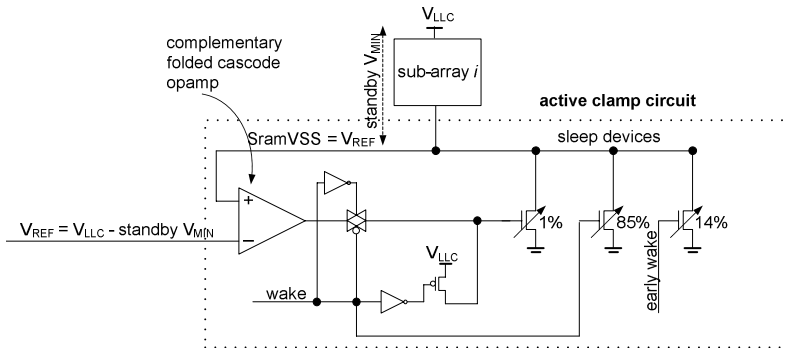 V_LLC
complementary
folded cascode
opamp
standby V_MIN
sub-array i
active clamp circuit
SramVSS = V_REF
sleep devices
+
1%
85%
14%
V_REF = V_LLC - standby V_MIN
−
V_LLC
early wake
wake